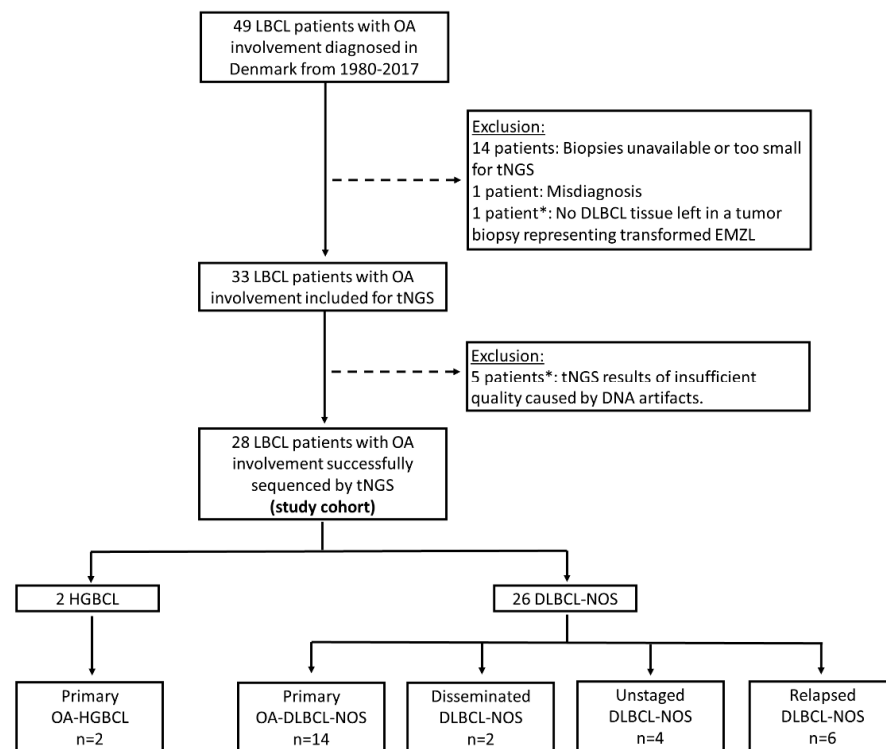 49 LBCL patients with OA
involvement diagnosed in
Denmark from 1980-2017
Exclusion:
14 patients: Biopsies unavailable or too small
for tNGS
1 patient: Misdiagnosis
1 patient*: No DLBCL tissue left in a tumor
biopsy representing transformed EMZL
33 LBCL patients with OA
involvement included for tNGS
Exclusion:
5 patients*: tNGS results of insufficient
quality caused by DNA artifacts.
28 LBCL patients with OA
involvement successfully
sequenced by tNGS
(study cohort)
2 HGBCL
26 DLBCL-NOS
Primary
OA-HGBCL
n=2
Primary
OA-DLBCL-NOS
n=14
Disseminated
DLBCL-NOS
n=2
Unstaged
DLBCL-NOS
n=4
Relapsed
DLBCL-NOS
n=6